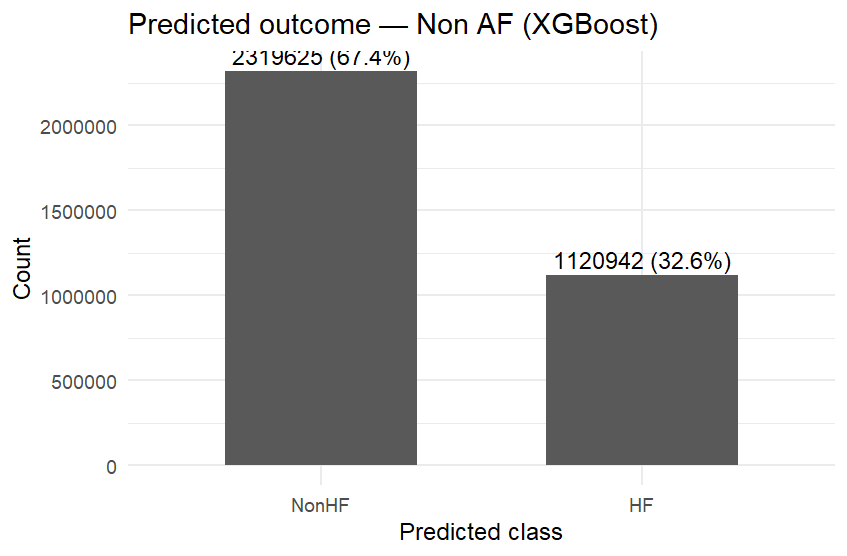 Predicted outcome — Non AF (XGBoost)
2319625 (67.4%)
2000000
1500000
1120942 (32.6%)
1000000
500000
0
Count
NonHF
HF
Predicted class